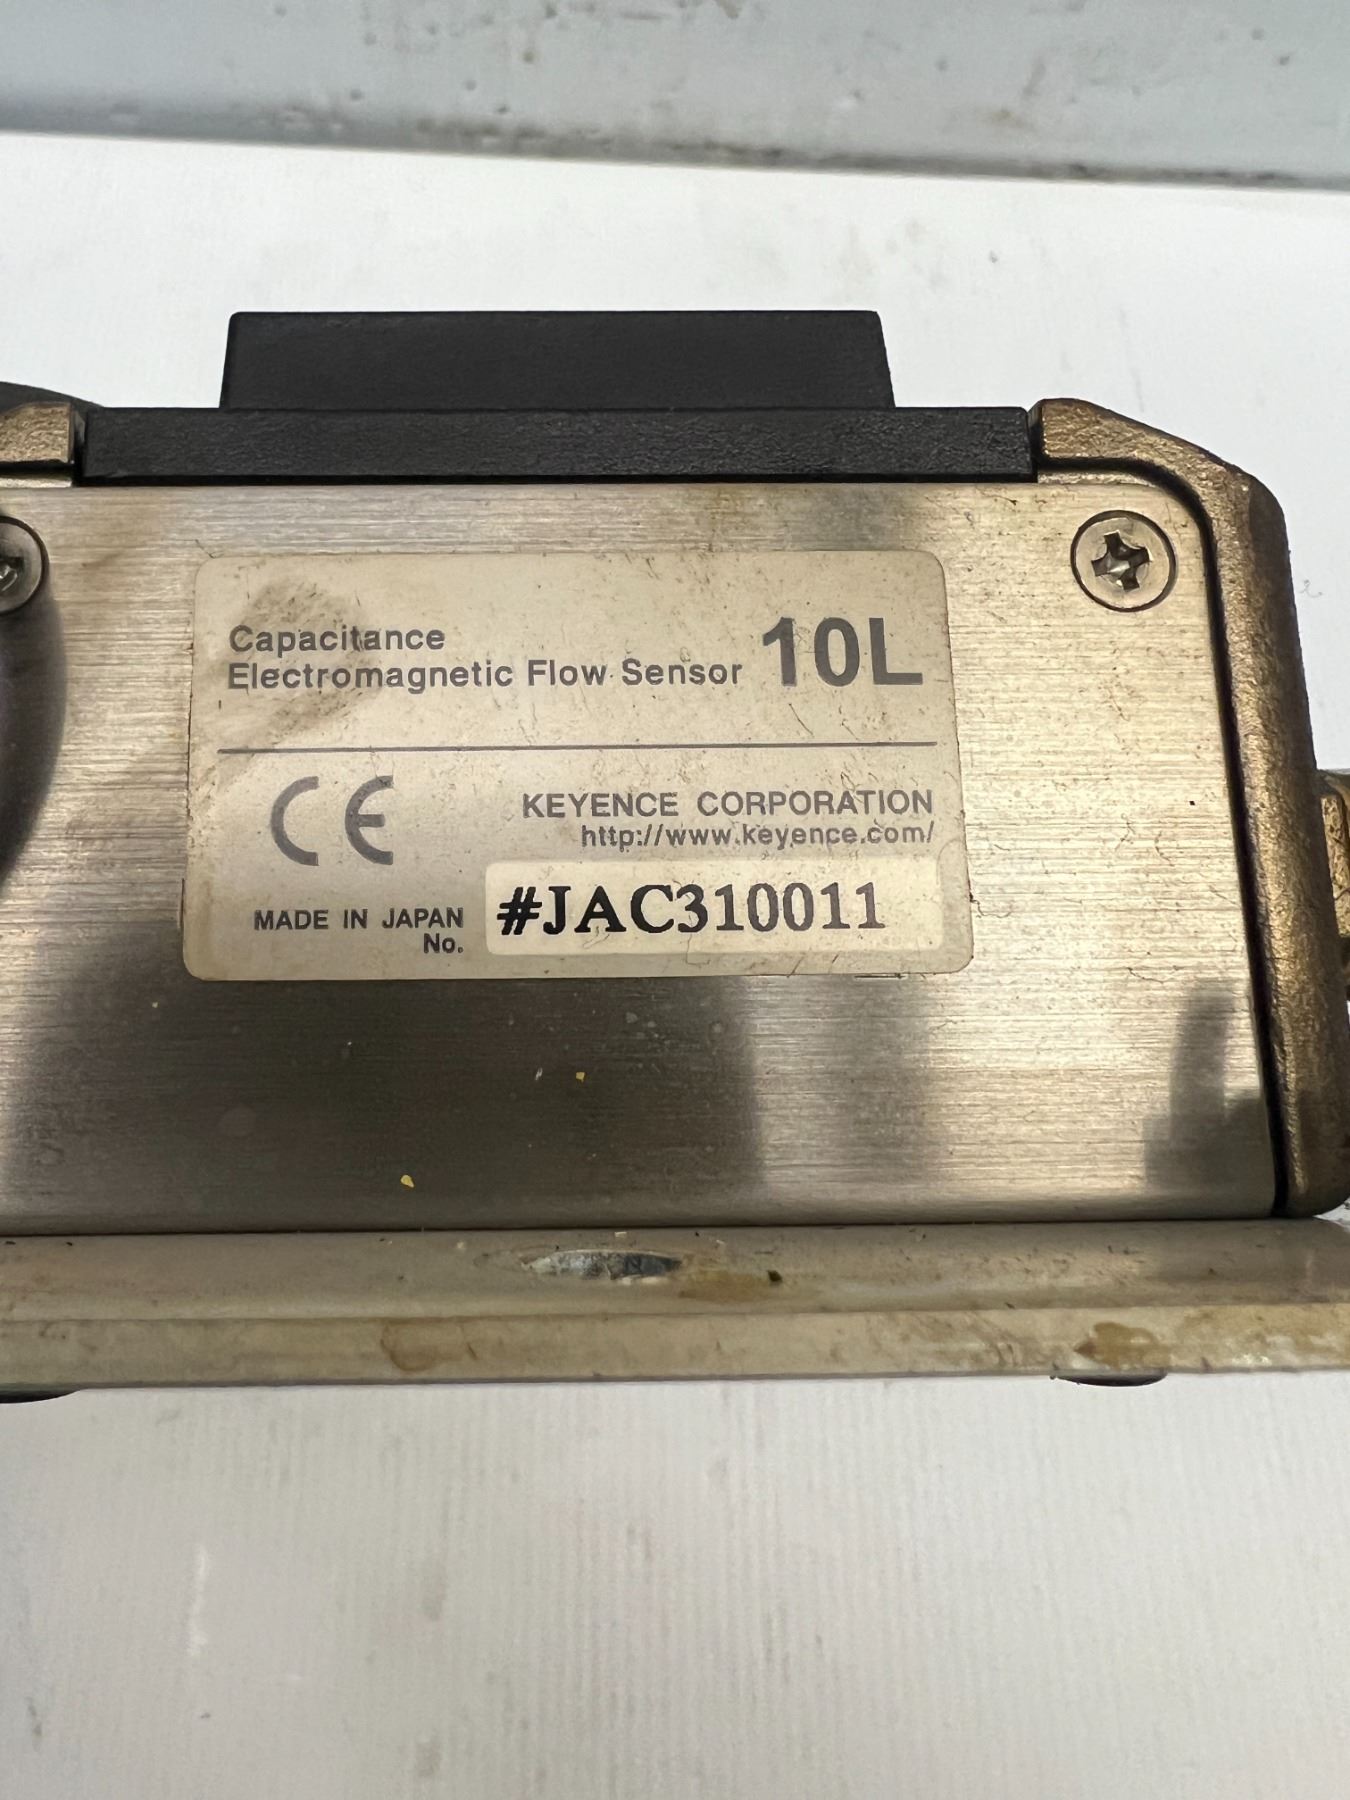 Capacitance
Electromagnetic Flow Sensor 10L
CE KEYENCE CORPORATION
http://www.keyence.com/
MADE IN JAPAN
No. #JAC310011